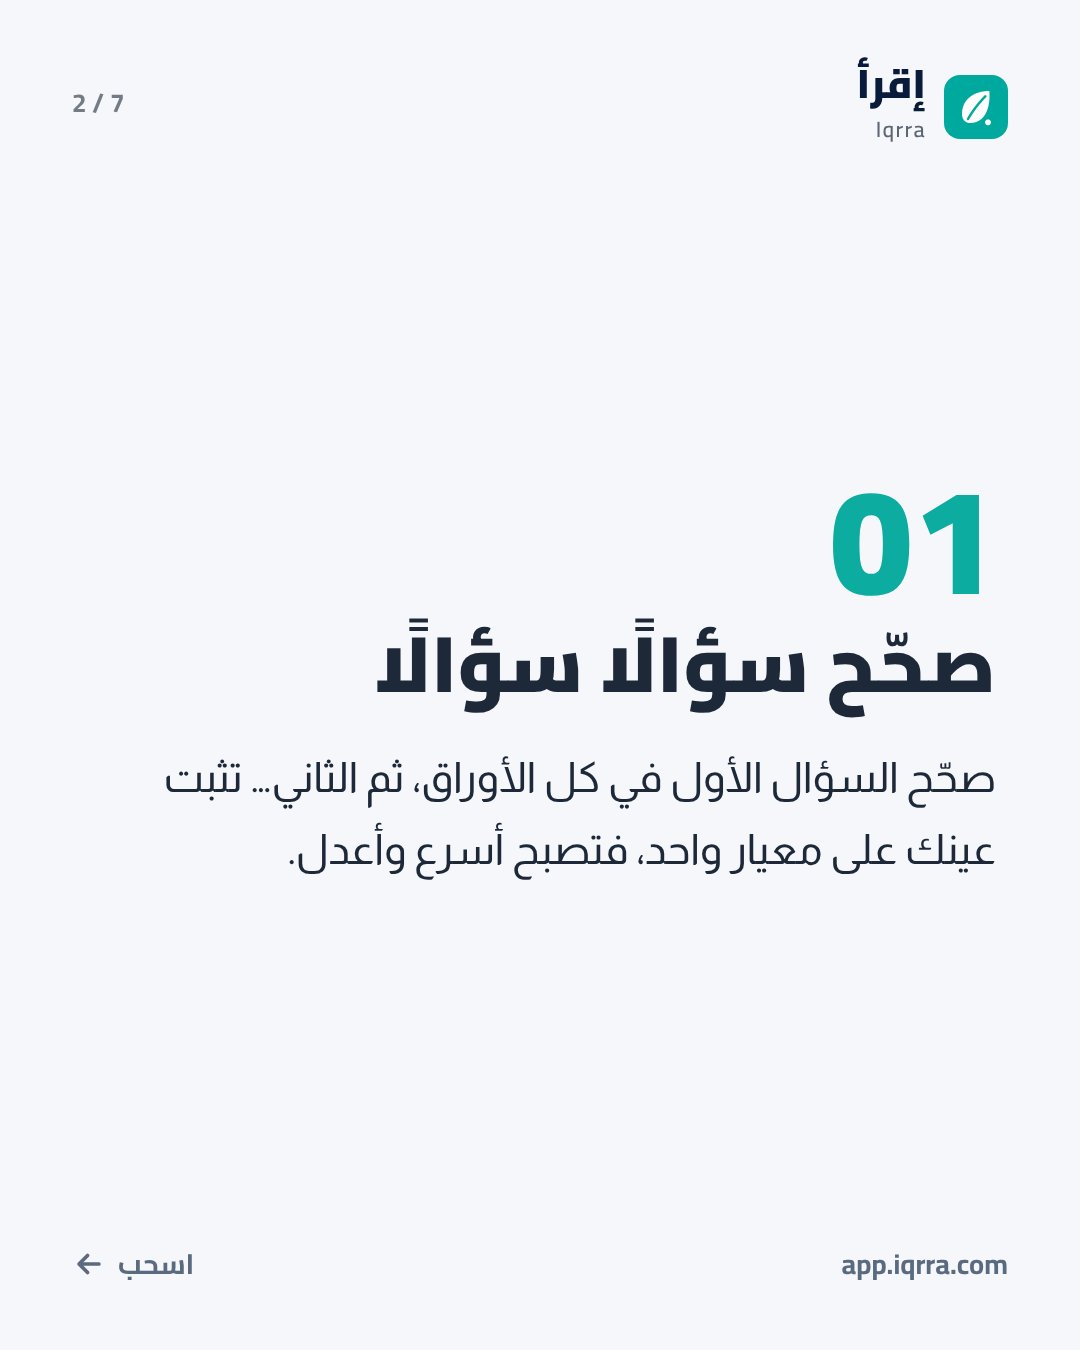 إقرأ
Iqrra
2 / 7
01
صحّح سؤالًا سؤالًا
صحّح السؤال الأول في كل الأوراق، ثم الثاني… تثبت
عينك على معيار واحد، فتصبح أسرع وأعدل.
app.iqrra.com
اسحب ←